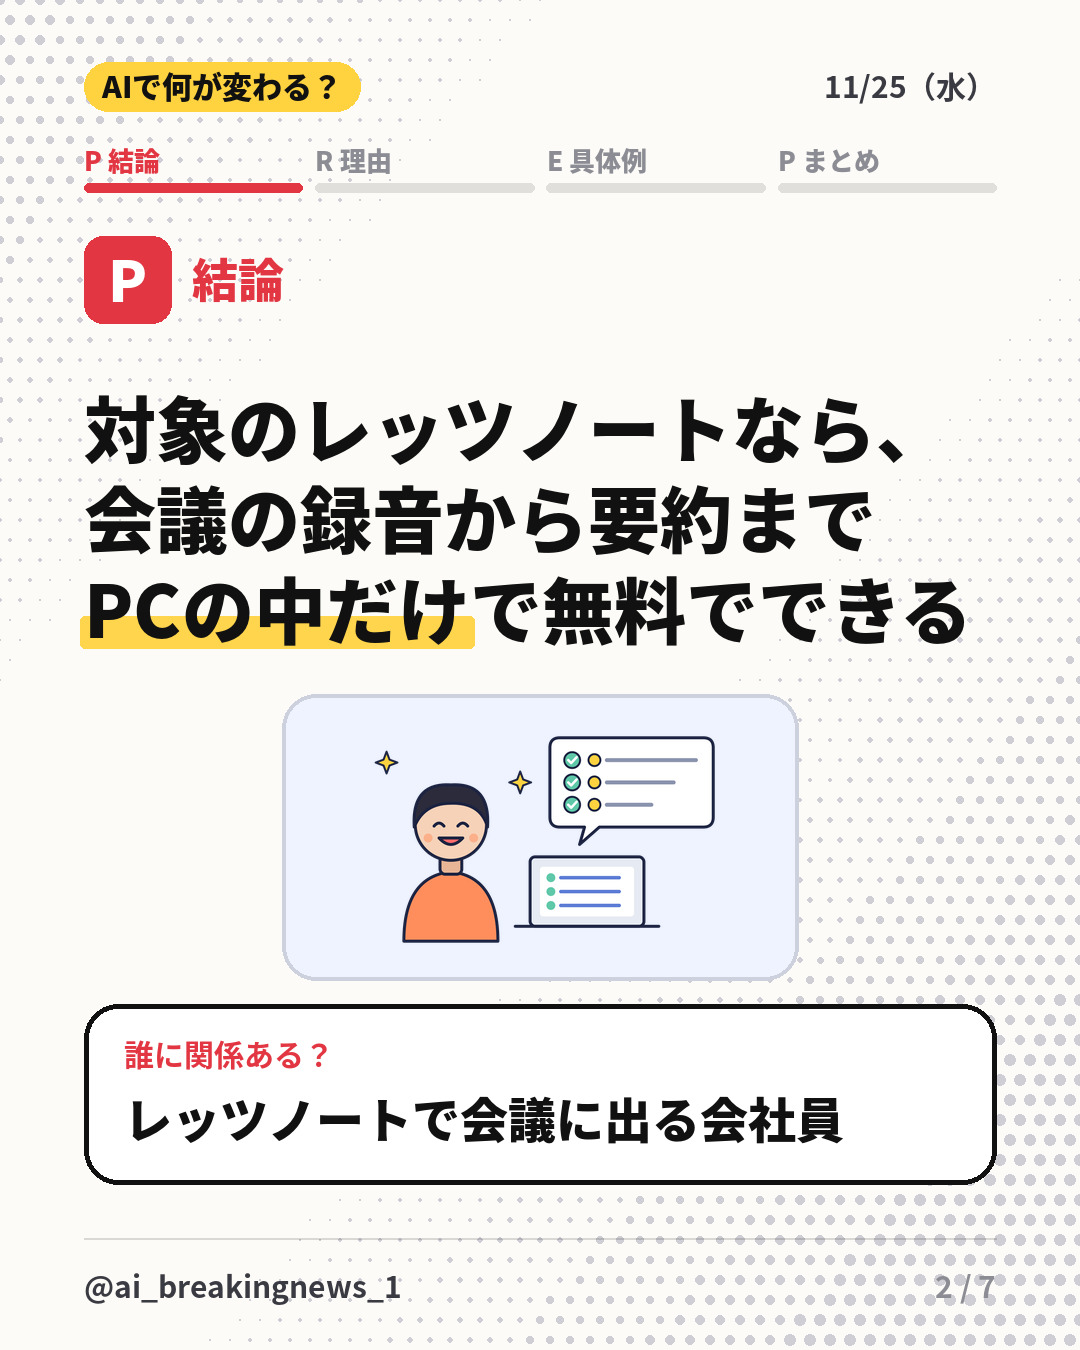 AIで何が変わる？
11/25（水）
P 結論
R 理由
E 具体例
P まとめ
P 結論
対象のレッツノートなら、
会議の録音から要約まで
PCの中だけで無料でできる
誰に関係ある？
レッツノートで会議に出る会社員
@ai_breakingnews_1
2 / 7